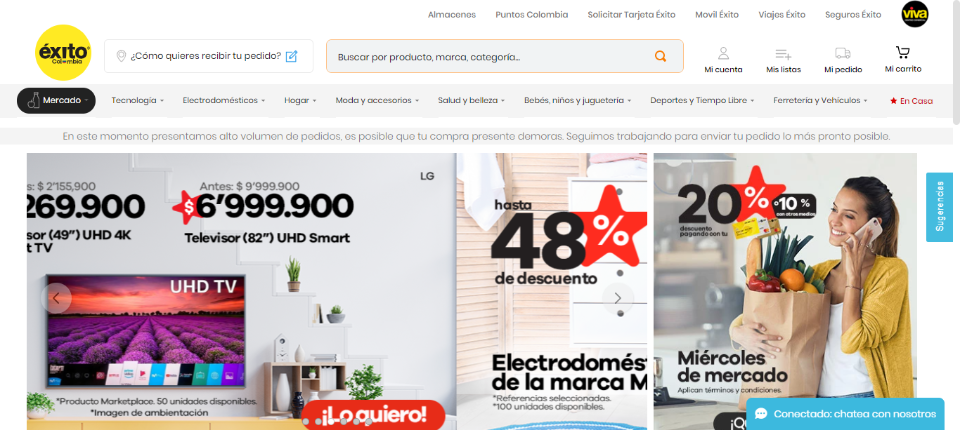 Almacenes Puntos Colombia Solicitar Tarjeta Éxito Movil Éxito Viajes Éxito Seguros Éxito viva
éxito
Colombia
¿Cómo quieres recibir tu pedido?
Buscar por producto, marca, categoría...
Mi cuenta Mis listas Mi pedido Mi carrito
Mercado Tecnología Electrodomésticos Hogar Moda y accesorios Salud y belleza Bebés, niños y juguetería Deportes y Tiempo Libre Ferretería y Vehículos En Casa
En este momento presentamos alto volumen de pedidos, es posible que tu compra presente demoras. Seguimos trabajando para enviar tu pedido lo más pronto posible.
s: $ 2'155,900
269.900
sor (49") UHD 4K
t TV
Antes: $ 9'999.900
$6'999.900
Televisor (82") UHD Smart
LG
UHD TV
*Producto Marketplace. 50 unidades disponibles.
*Imagen de ambientación
¡Lo quiero!
hasta
48%
de descuento
Electrodomést
de la marca M
*Referencias seleccionadas.
*100 unidades disponibles.
20%
descuento
pagando con tu
o 10%
con otros medios
Miércoles
de mercado
Aplican términos y condiciones.
¡Q
Sugerencias
Conectado: chatea con nosotros